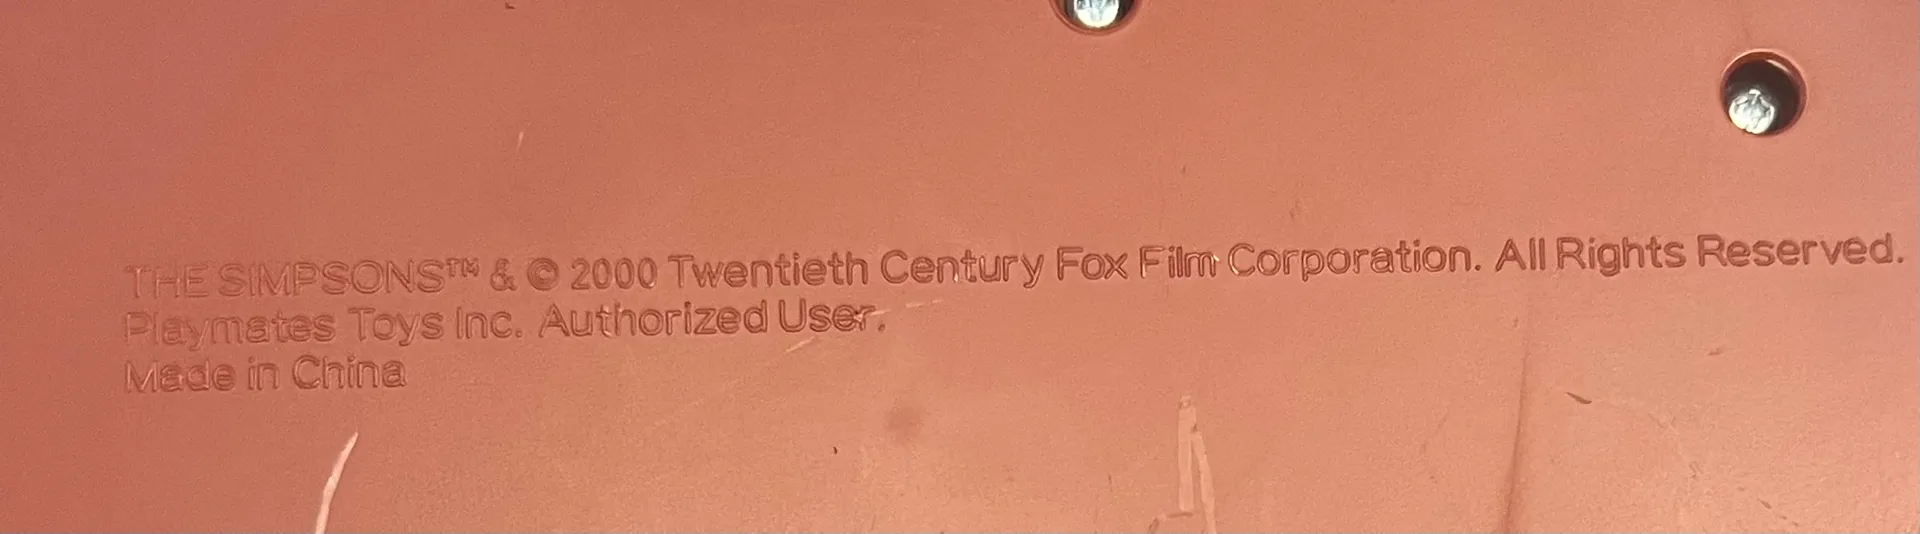 THE SIMPSONS™ & © 2000 Twentieth Century Fox Film Corporation. All Rights Reserved.
Playmates Toys Inc. Authorized User.
Made in China